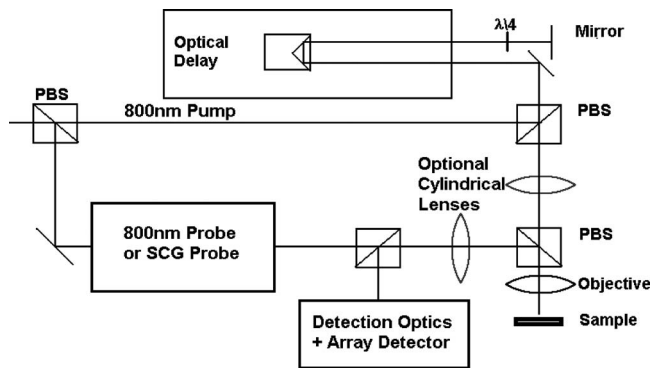 Optical
Delay
λ\4
Mirror
PBS
800nm Pump
PBS
Optional
Cylindrical
Lenses
800nm Probe
or SCG Probe
PBS
Objective
Detection Optics
+ Array Detector
Sample